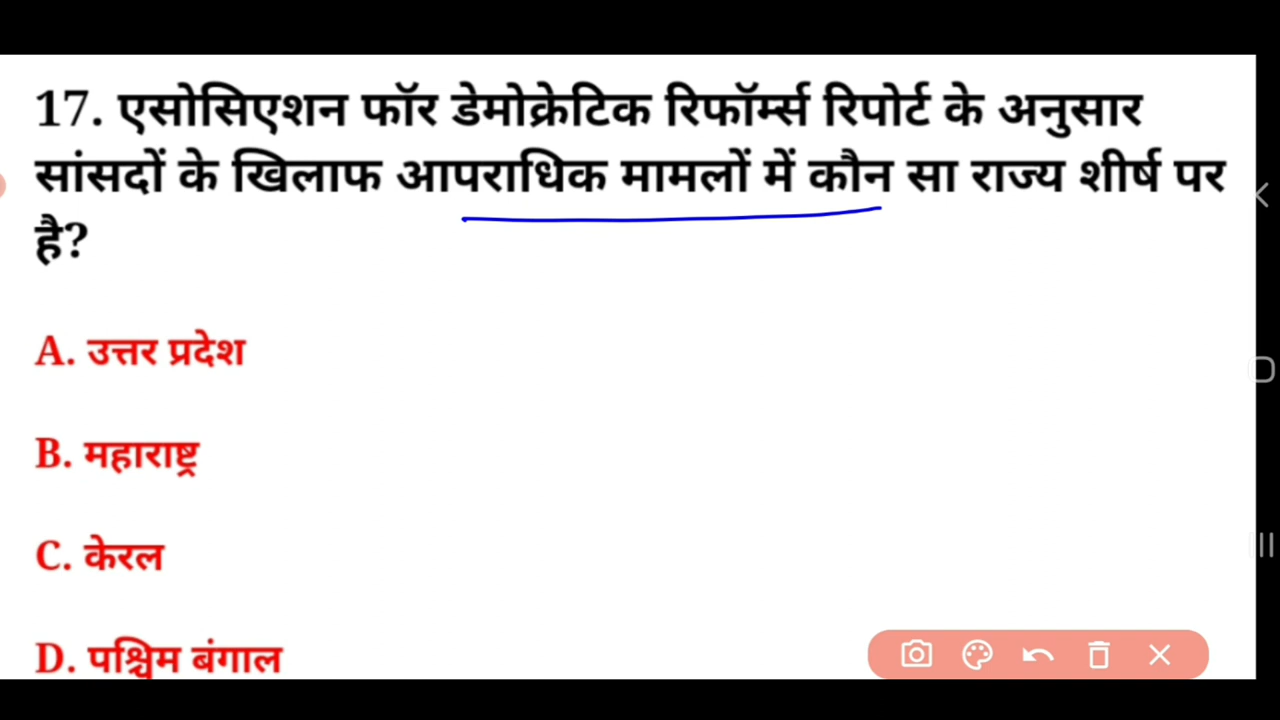 17. एसोसिएशन फॉर डेमोक्रेटिक रिफॉर्म्स रिपोर्ट के अनुसार
सांसदों के खिलाफ आपराधिक मामलों में कौन सा राज्य शीर्ष पर
है?
A. उत्तर प्रदेश
B. महाराष्ट्र
C. केरल
D. पश्चिम बंगाल